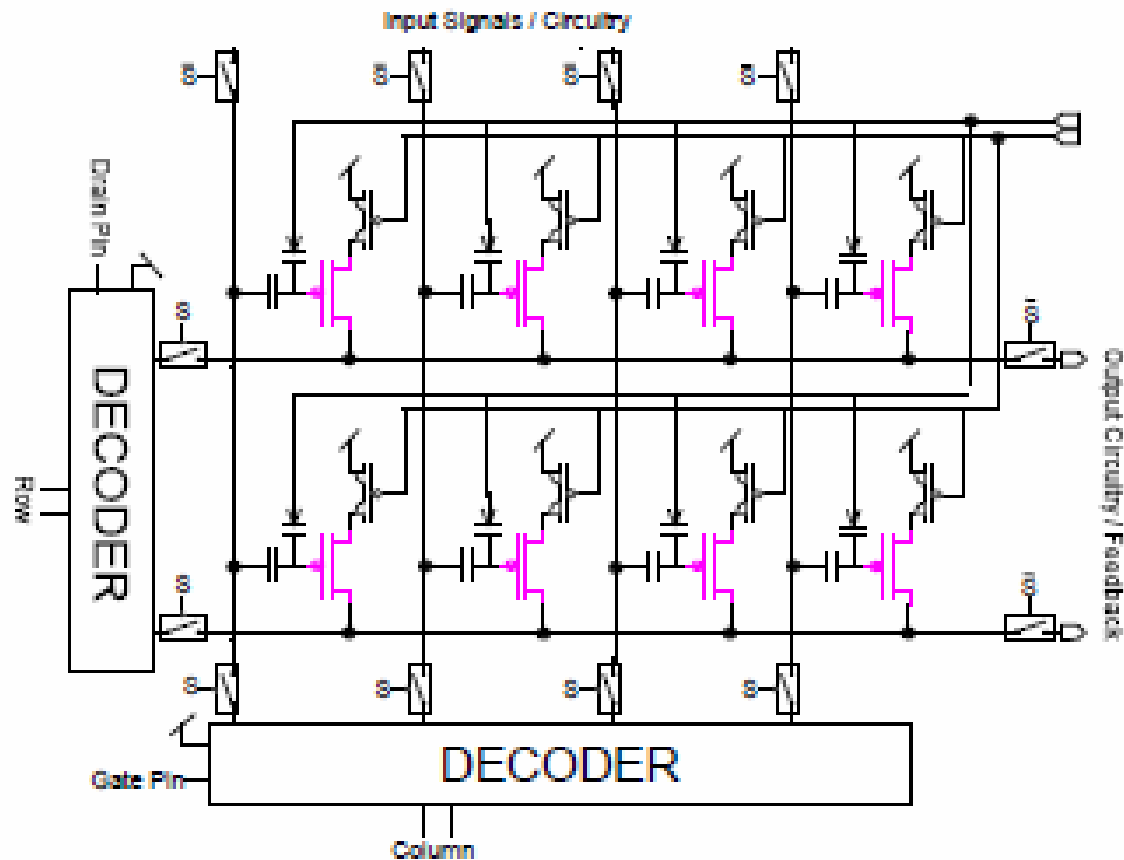 Input Signals / Circuitry
S̄
S̄
S̄
S̄
Drain Pin
S
S̄
DECODER
Row
Output Circuitry / Feedback
S
S̄
S
S
S
S
DECODER
Gate Pin
Column